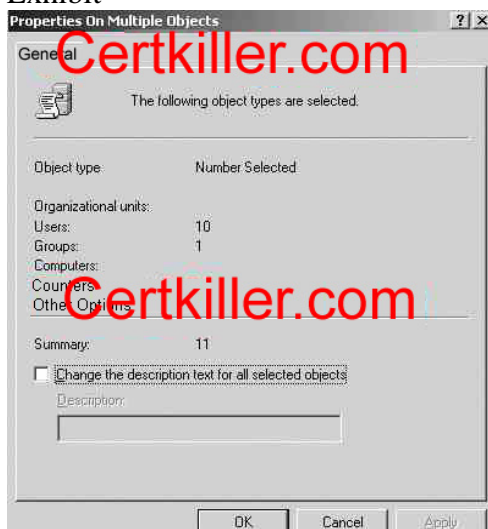 Exhibit
Properties On Multiple Objects
General
Certkiller.com
The following object types are selected.
Object type Number Selected
Organizational units:
Users: 10
Groups: 1
Computers:
Counters
Other Options
Certkiller.com
Summary: 11
Change the description text for all selected objects
Description:
OK Cancel Apply